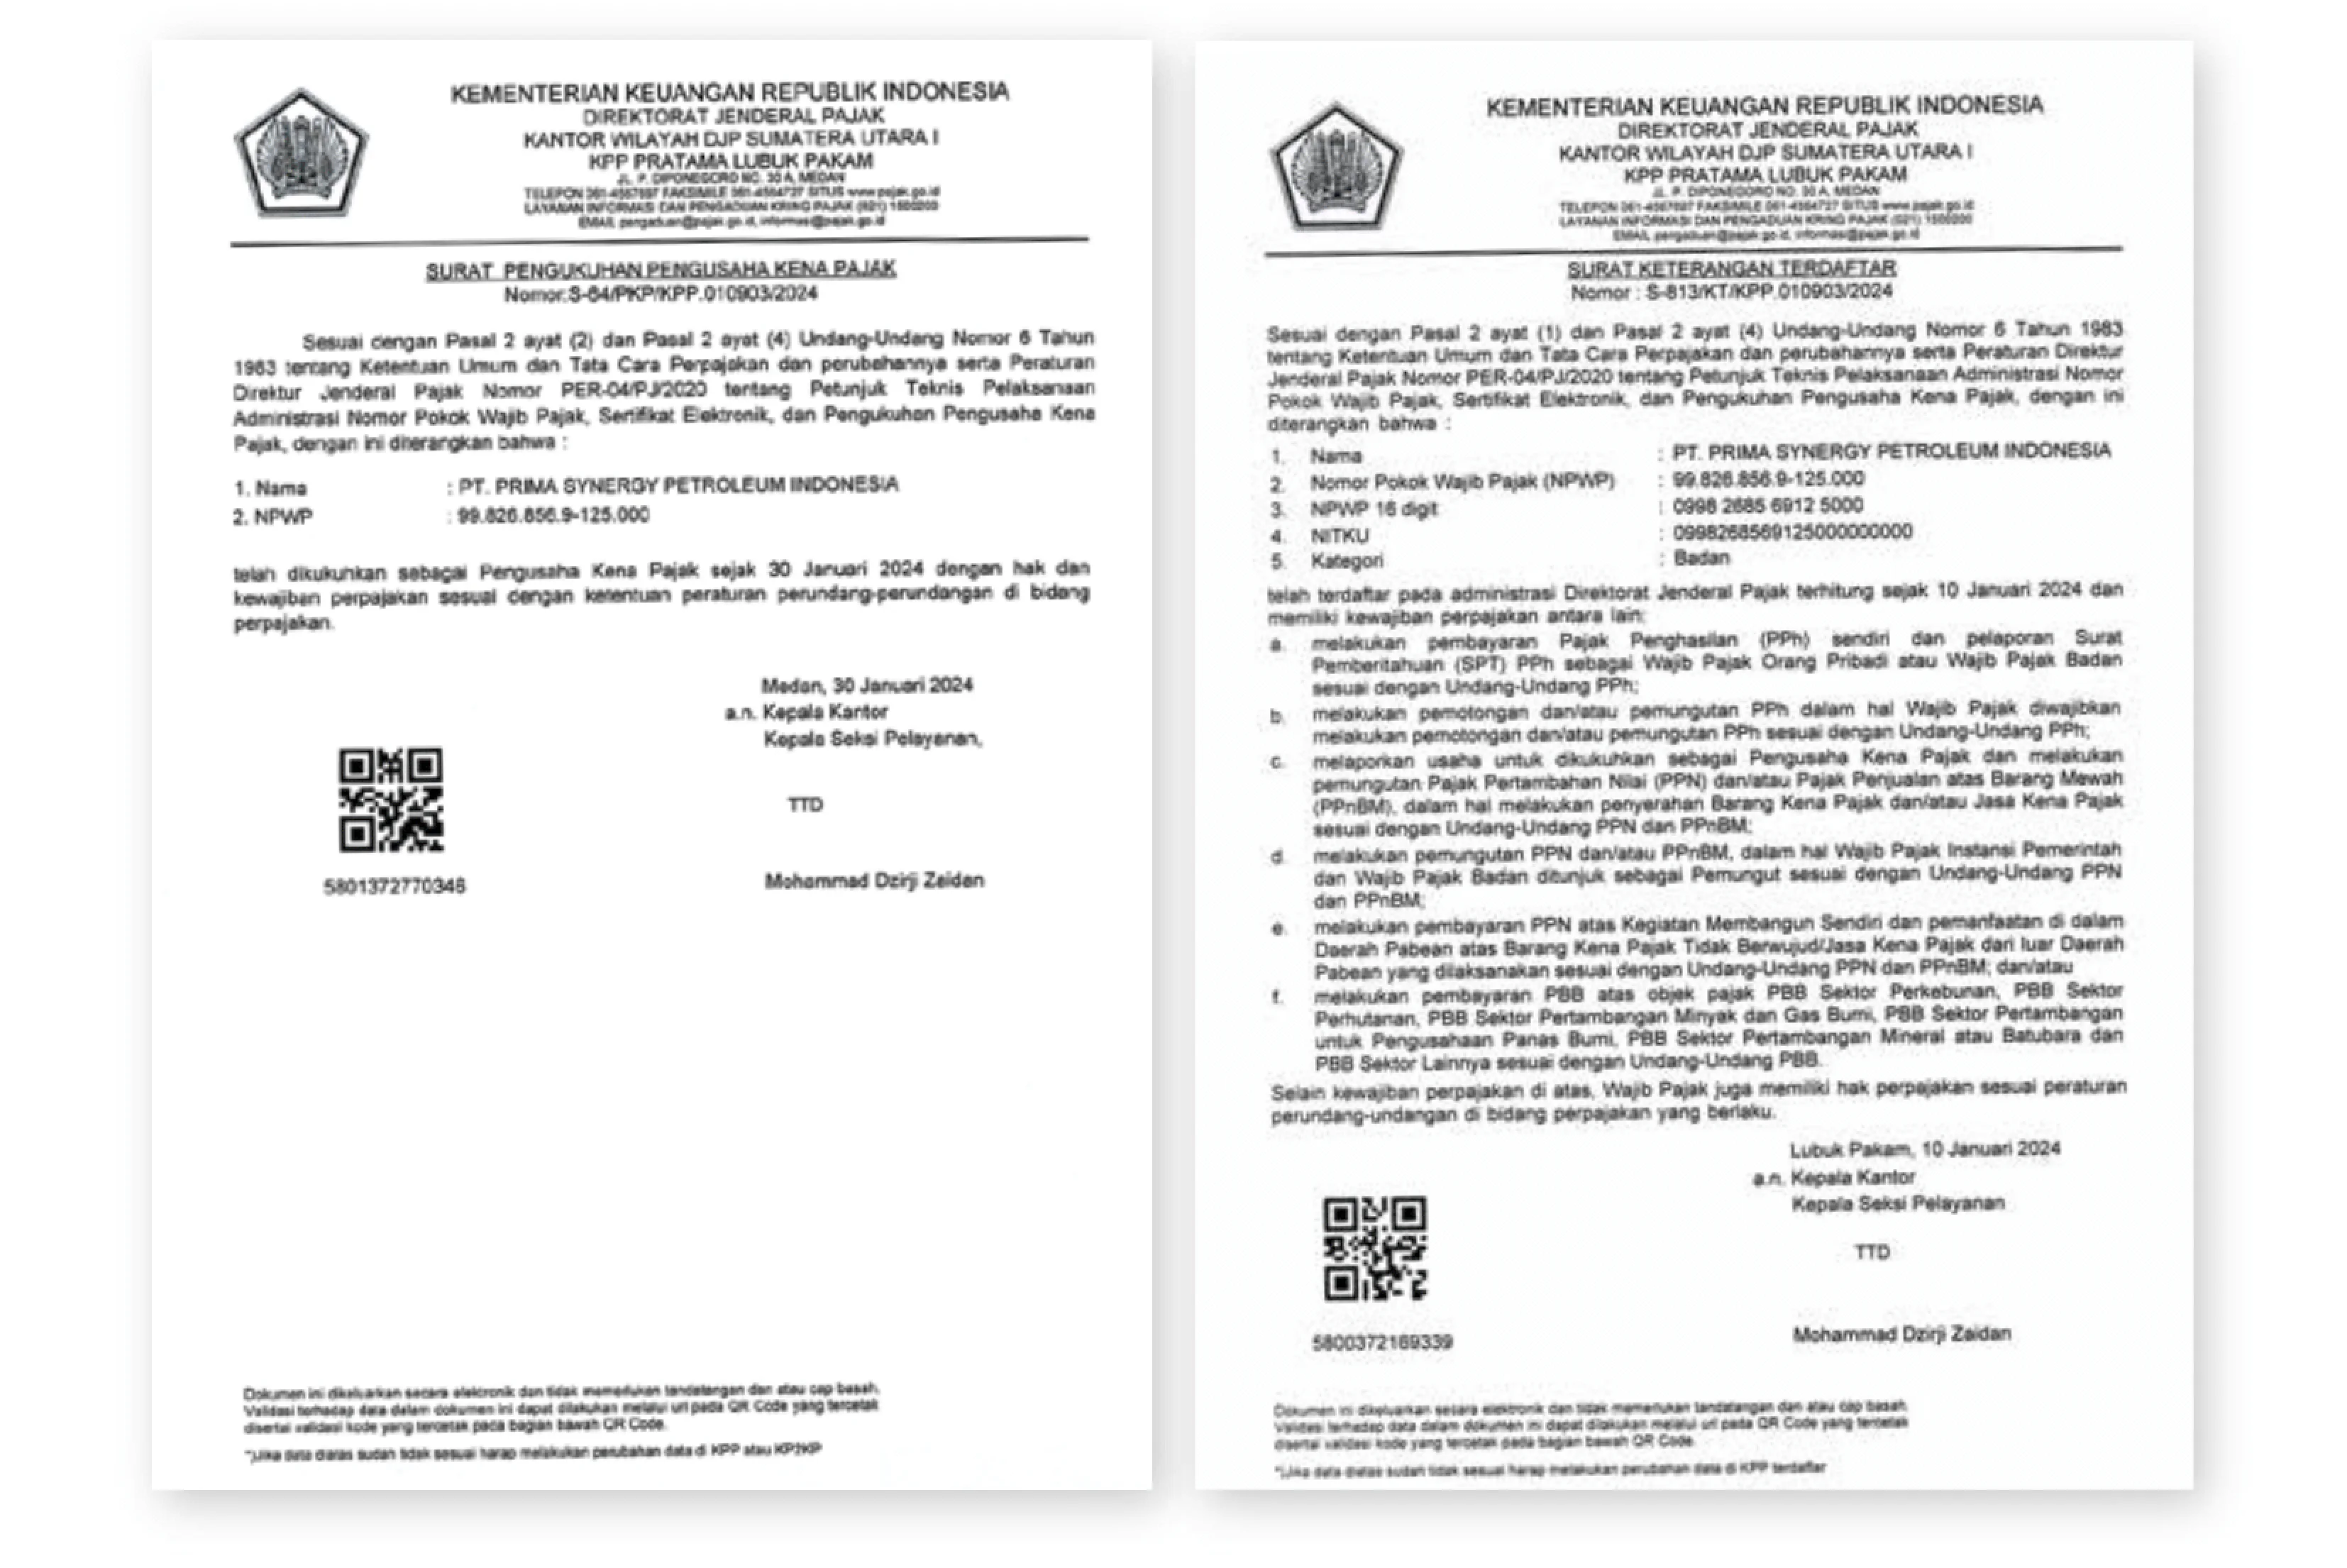 KEMENTERIAN KEUANGAN REPUBLIK INDONESIA
DIREKTORAT JENDERAL PAJAK
KANTOR WILAYAH DJP SUMATERA UTARA I
KPP PRATAMA LUBUK PAKAM
JL. P. DIPONEGORO NO. 30 A, MEDAN
TELEPON 061-4567697 FAKSIMILE 061-4564727 SITUS www.pajak.go.id
LAYANAN INFORMASI DAN PENGADUAN KRING PAJAK (021) 1500200
EMAIL pengaduan@pajak.go.id, informasi@pajak.go.id
SURAT PENGUKUHAN PENGUSAHA KENA PAJAK
Nomor:S-64/PKP/KPP.010903/2024
Sesuai dengan Pasal 2 ayat (2) dan Pasal 2 ayat (4) Undang-Undang Nomor 6 Tahun
1983 tentang Ketentuan Umum dan Tata Cara Perpajakan dan perubahannya serta Peraturan
Direktur Jenderal Pajak Nomor PER-04/PJ/2020 tentang Petunjuk Teknis Pelaksanaan
Administrasi Nomor Pokok Wajib Pajak, Sertifikat Elektronik, dan Pengukuhan Pengusaha Kena
Pajak, dengan ini diterangkan bahwa :
1. Nama : PT. PRIMA SYNERGY PETROLEUM INDONESIA
2. NPWP : 99.826.856.9-125.000
telah dikukuhkan sebagai Pengusaha Kena Pajak sejak 30 Januari 2024 dengan hak dan
kewajiban perpajakan sesuai dengan ketentuan peraturan perundang-perundangan di bidang
perpajakan.
Medan, 30 Januari 2024
a.n. Kepala Kantor
Kepala Seksi Pelayanan,
TTD
5801372770346
Mohammad Dzirji Zaidan
Dokumen ini dikeluarkan secara elektronik dan tidak memerlukan tandatangan dan atau cap basah.
Validasi terhadap data dalam dokumen ini dapat dilakukan melalui url pada QR Code yang tercetak
disertai validasi kode yang tercetak pada bagian bawah QR Code.
*)Jika data diatas sudah tidak sesuai harap melakukan perubahan data di KPP atau KP2KP
KEMENTERIAN KEUANGAN REPUBLIK INDONESIA
DIREKTORAT JENDERAL PAJAK
KANTOR WILAYAH DJP SUMATERA UTARA I
KPP PRATAMA LUBUK PAKAM
JL. P. DIPONEGORO NO. 30 A, MEDAN
TELEPON 061-4567697 FAKSIMILE 061-4564727 SITUS www.pajak.go.id
LAYANAN INFORMASI DAN PENGADUAN KRING PAJAK (021) 1500200
EMAIL pengaduan@pajak.go.id, informasi@pajak.go.id
SURAT KETERANGAN TERDAFTAR
Nomor : S-813/KT/KPP.010903/2024
Sesuai dengan Pasal 2 ayat (1) dan Pasal 2 ayat (4) Undang-Undang Nomor 6 Tahun 1983
tentang Ketentuan Umum dan Tata Cara Perpajakan dan perubahannya serta Peraturan Direktur
Jenderal Pajak Nomor PER-04/PJ/2020 tentang Petunjuk Teknis Pelaksanaan Administrasi Nomor
Pokok Wajib Pajak, Sertifikat Elektronik, dan Pengukuhan Pengusaha Kena Pajak, dengan ini
diterangkan bahwa :
1. Nama : PT. PRIMA SYNERGY PETROLEUM INDONESIA
2. Nomor Pokok Wajib Pajak (NPWP) : 99.826.856.9-125.000
3. NPWP 16 digit : 0998 2685 6912 5000
4. NITKU : 0998268569125000000000
5. Kategori : Badan
telah terdaftar pada administrasi Direktorat Jenderal Pajak terhitung sejak 10 Januari 2024 dan
memiliki kewajiban perpajakan antara lain:
a. melakukan pembayaran Pajak Penghasilan (PPh) sendiri dan pelaporan Surat
Pemberitahuan (SPT) PPh sebagai Wajib Pajak Orang Pribadi atau Wajib Pajak Badan
sesuai dengan Undang-Undang PPh;
b. melakukan pemotongan dan/atau pemungutan PPh dalam hal Wajib Pajak diwajibkan
melakukan pemotongan dan/atau pemungutan PPh sesuai dengan Undang-Undang PPh;
c. melaporkan usaha untuk dikukuhkan sebagai Pengusaha Kena Pajak dan melakukan
pemungutan Pajak Pertambahan Nilai (PPN) dan/atau Pajak Penjualan atas Barang Mewah
(PPnBM), dalam hal melakukan penyerahan Barang Kena Pajak dan/atau Jasa Kena Pajak
sesuai dengan Undang-Undang PPN dan PPnBM;
d. melakukan pemungutan PPN dan/atau PPnBM, dalam hal Wajib Pajak Instansi Pemerintah
dan Wajib Pajak Badan ditunjuk sebagai Pemungut sesuai dengan Undang-Undang PPN
dan PPnBM;
e. melakukan pembayaran PPN atas Kegiatan Membangun Sendiri dan pemanfaatan di dalam
Daerah Pabean atas Barang Kena Pajak Tidak Berwujud/Jasa Kena Pajak dari luar Daerah
Pabean yang dilaksanakan sesuai dengan Undang-Undang PPN dan PPnBM; dan/atau
f. melakukan pembayaran PBB atas objek pajak PBB Sektor Perkebunan, PBB Sektor
Perhutanan, PBB Sektor Pertambangan Minyak dan Gas Bumi, PBB Sektor Pertambangan
untuk Pengusahaan Panas Bumi, PBB Sektor Pertambangan Mineral atau Batubara dan
PBB Sektor Lainnya sesuai dengan Undang-Undang PBB.
Selain kewajiban perpajakan di atas, Wajib Pajak juga memiliki hak perpajakan sesuai peraturan
perundang-undangan di bidang perpajakan yang berlaku.
Lubuk Pakam, 10 Januari 2024
a.n. Kepala Kantor
Kepala Seksi Pelayanan
TTD
5800372169339
Mohammad Dzirji Zaidan
Dokumen ini dikeluarkan secara elektronik dan tidak memerlukan tandatangan dan atau cap basah.
Validasi terhadap data dalam dokumen ini dapat dilakukan melalui url pada QR Code yang tercetak
disertai validasi kode yang tercetak pada bagian bawah QR Code.
*)Jika data diatas sudah tidak sesuai harap melakukan perubahan data di KPP terdaftar